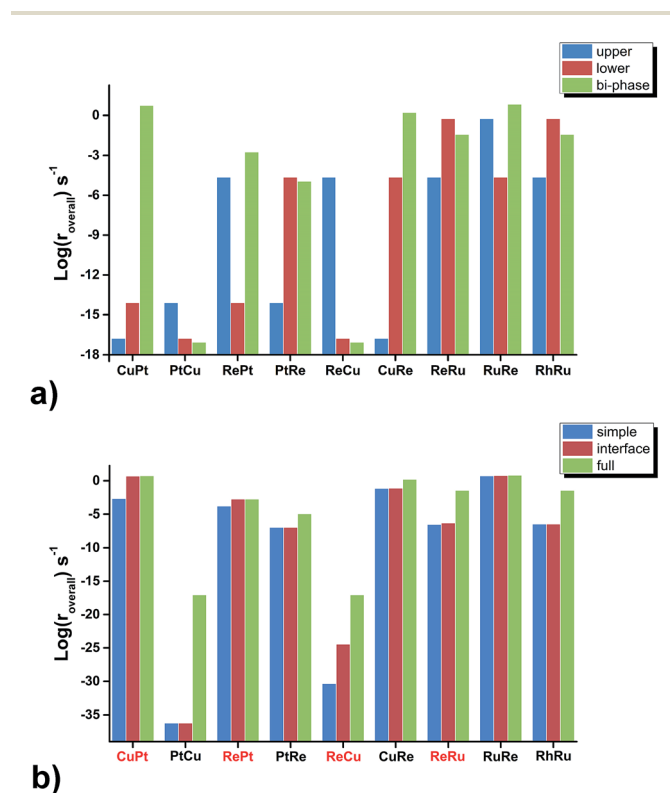 upper
lower
bi-phase
Log(r_overall) s^-1
0
-3
-6
-9
-12
-15
-18
CuPt PtCu RePt PtRe ReCu CuRe ReRu RuRe RhRu
a)
simple
interface
full
Log(r_overall) s^-1
0
-5
-10
-15
-20
-25
-30
-35
CuPt PtCu RePt PtRe ReCu CuRe ReRu RuRe RhRu
b)